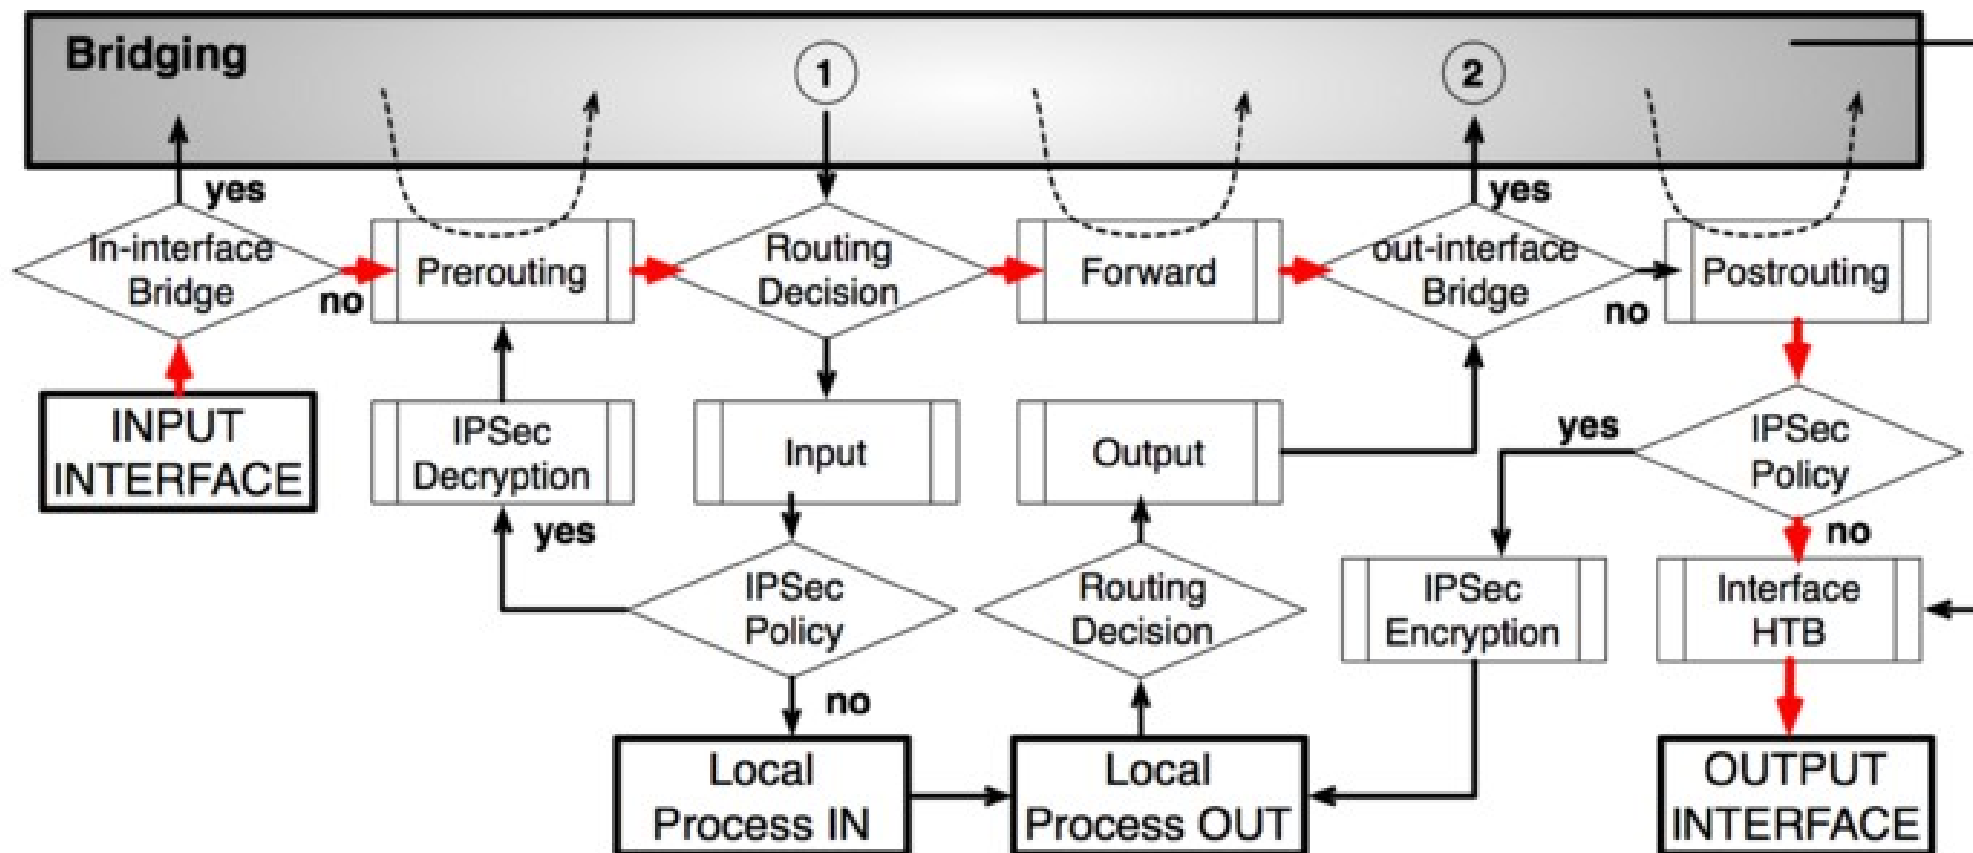 Bridging
1
2
yes
yes
In-interface
Bridge
no
Prerouting
Routing
Decision
Forward
out-interface
Bridge
no
Postrouting
INPUT
INTERFACE
IPSec
Decryption
yes
Input
Output
yes
IPSec
Policy
no
IPSec
Policy
no
Routing
Decision
IPSec
Encryption
Interface
HTB
Local
Process IN
Local
Process OUT
OUTPUT
INTERFACE